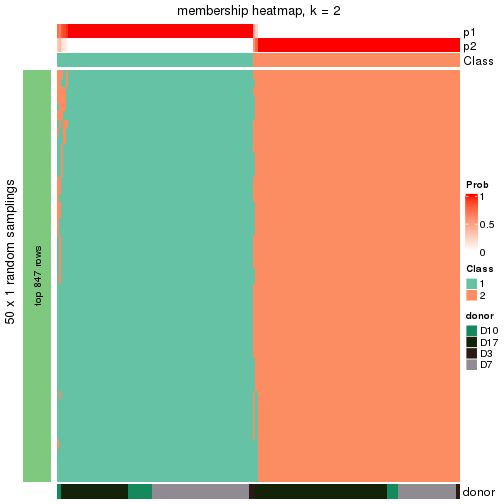 membership heatmap, k = 2
p1
p2
Class
50 x 1 random samplings
top 847 rows
Prob
1
0.5
0
Class
1
2
donor
D10
D17
D3
D7
donor